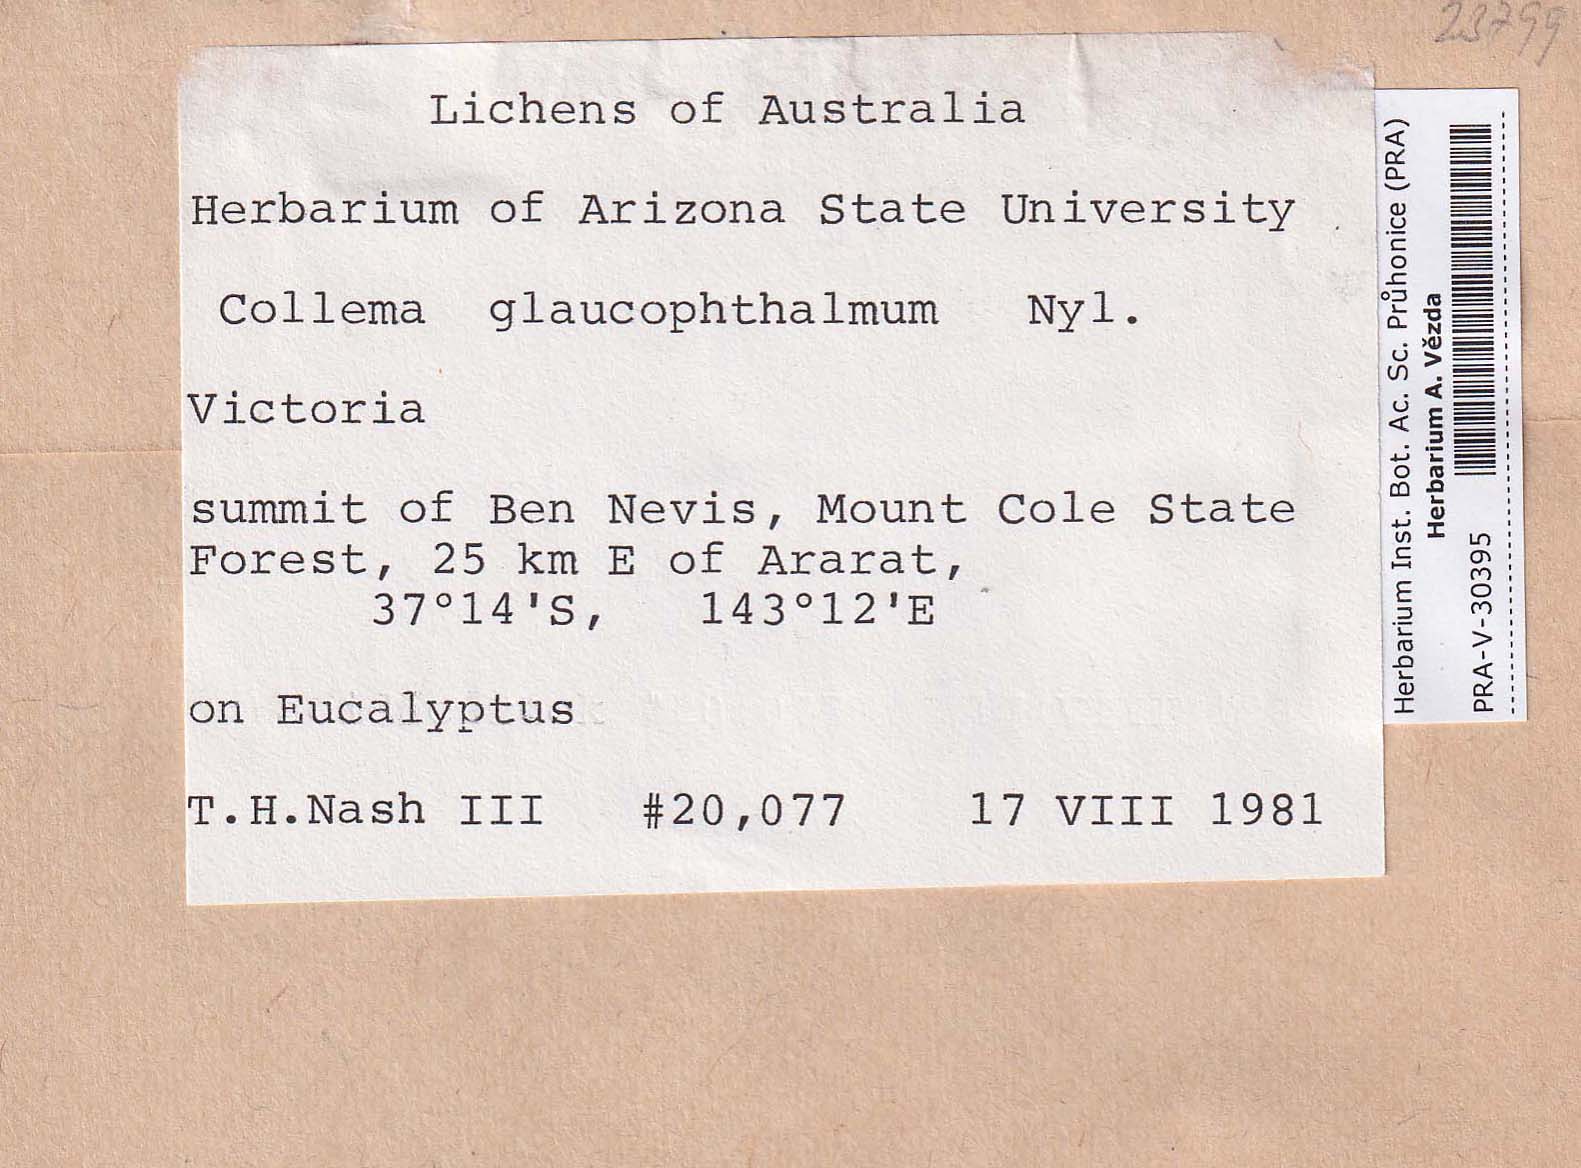 23799
Lichens of Australia
Herbarium of Arizona State University
Collema glaucophthalmum Nyl.
Victoria
summit of Ben Nevis, Mount Cole State
Forest, 25 km E of Ararat,
37°14'S, 143°12'E
on Eucalyptus
T.H.Nash III #20,077 17 VIII 1981
Herbarium Inst. Bot. Ac. Sc. Průhonice (PRA)
Herbarium A. Vězda
PRA-V-30395